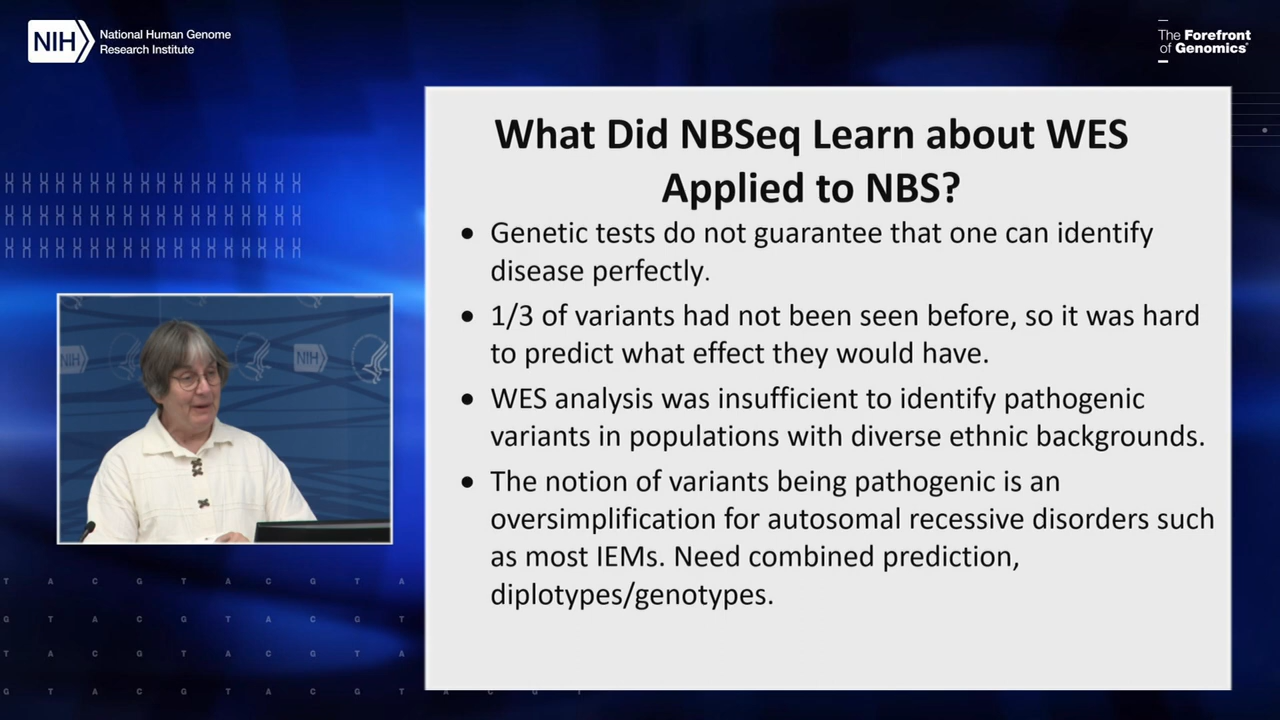 NIH
National Human Genome
Research Institute
The Forefront
of Genomics®
What Did NBSeq Learn about WES
Applied to NBS?
• Genetic tests do not guarantee that one can identify
disease perfectly.
• 1/3 of variants had not been seen before, so it was hard
to predict what effect they would have.
• WES analysis was insufficient to identify pathogenic
variants in populations with diverse ethnic backgrounds.
• The notion of variants being pathogenic is an
oversimplification for autosomal recessive disorders such
as most IEMs. Need combined prediction,
diplotypes/genotypes.
NIH
NIH
T A C G T A C G T A
G T A C G T A C G T
T A C G T A C G T A
G T A C G T A C G T A C G T